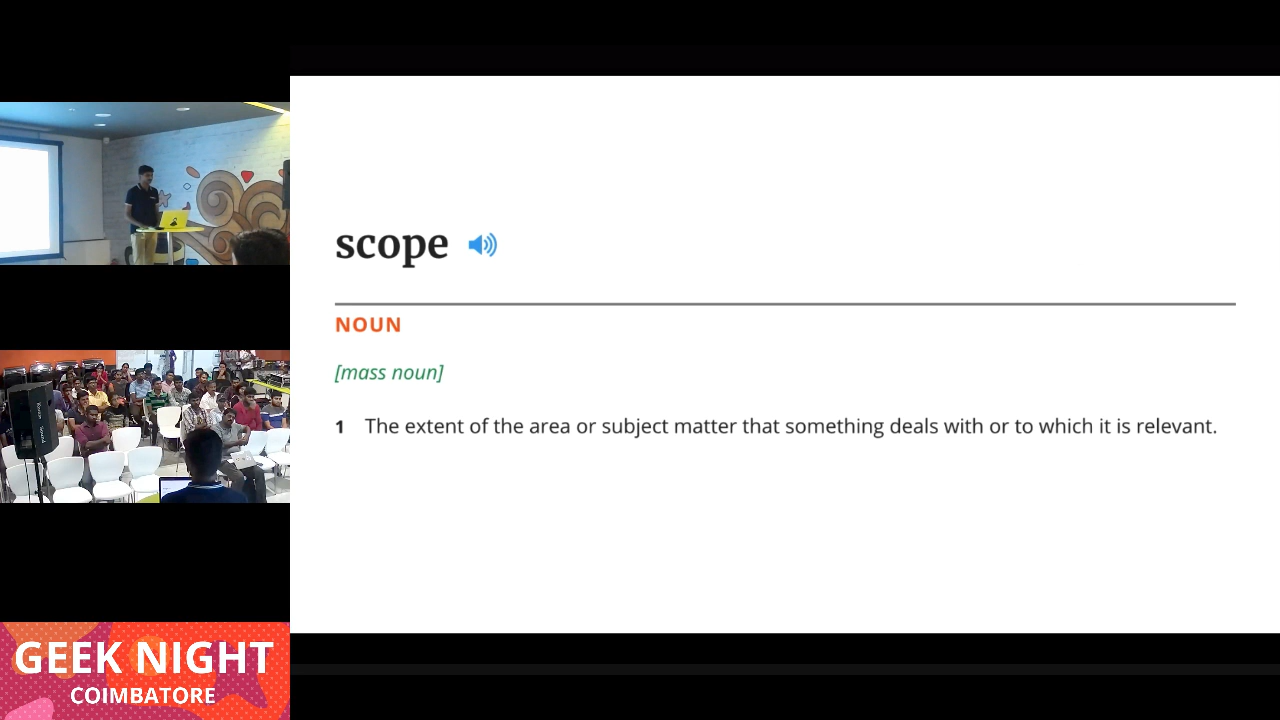 scope
NOUN
[mass noun]
1 The extent of the area or subject matter that something deals with or to which it is relevant.
GEEK NIGHT
COIMBATORE